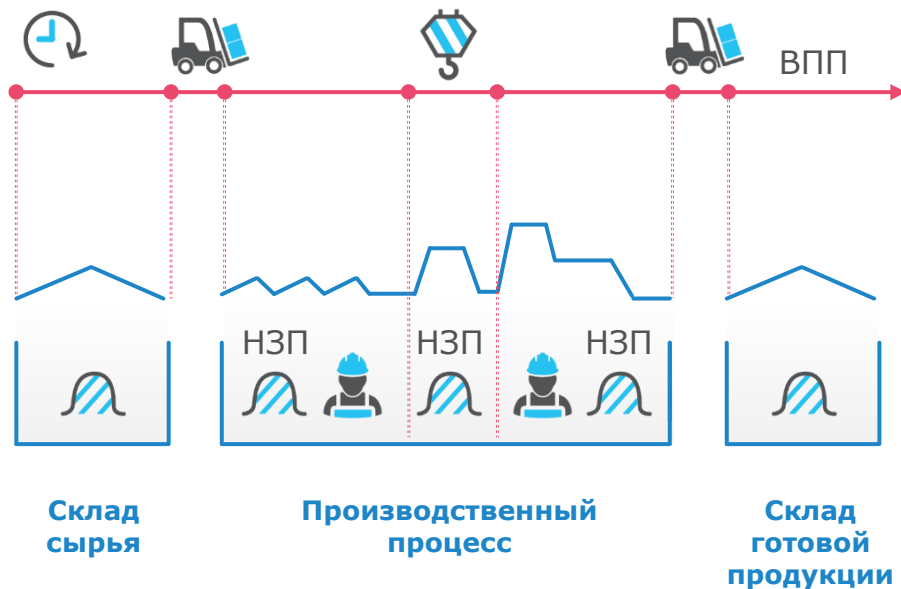 ВПП
НЗП
НЗП
НЗП
Склад
сырья
Производственный
процесс
Склад
готовой
продукции